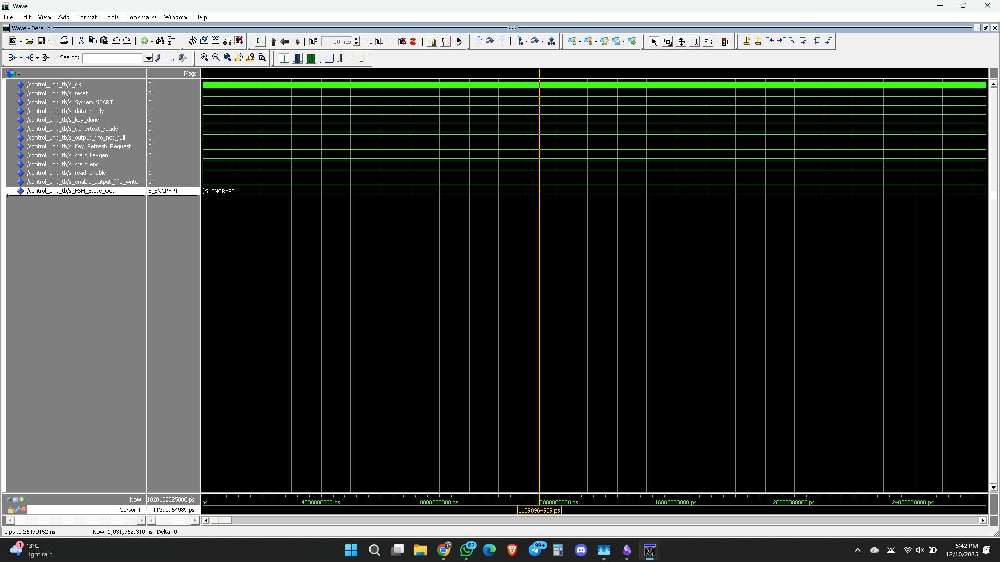 Wave
File Edit View Add Format Tools Bookmarks Window Help
Wave - Default
10 ns
STOP
Search:
Msgs
/control_unit_tb/s_clk 0
/control_unit_tb/s_reset 0
/control_unit_tb/s_System_START 0
/control_unit_tb/s_data_ready 0
/control_unit_tb/s_key_done 0
/control_unit_tb/s_ciphertext_ready 0
/control_unit_tb/s_output_fifo_not_full 1
/control_unit_tb/s_Key_Refresh_Request 0
/control_unit_tb/s_start_keygen 0
/control_unit_tb/s_start_enc 1
/control_unit_tb/s_read_enable 1
/control_unit_tb/s_enable_output_fifo_write 0
/control_unit_tb/s_FSM_State_Out S_ENCRYPT S_ENCRYPT
Now 1020102525000 ps ps 4000000000 ps 8000000000 ps 12000000000 ps 16000000000 ps 20000000000 ps 24000000000 ps
Cursor 1 11390964989 ps 11390964989 ps
0 ps to 26479152 ns Now: 1,031,762,310 ns Delta: 0
1 13°C
Light rain
82
99+
5:42 PM
12/10/2025